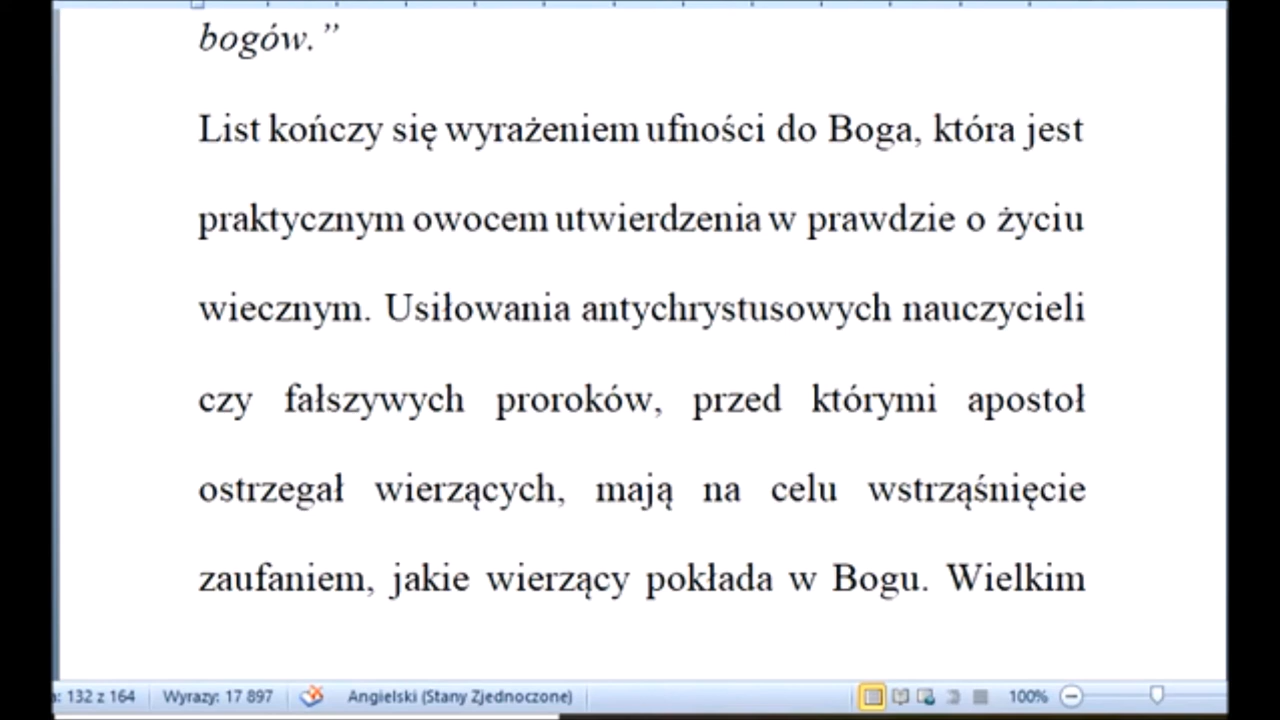 bogów.”
List kończy się wyrażeniem ufności do Boga, która jest
praktycznym owocem utwierdzenia w prawdzie o życiu
wiecznym. Usiłowania antychrystusowych nauczycieli
czy fałszywych proroków, przed którymi apostoł
ostrzegał wierzących, mają na celu wstrząśnięcie
zaufaniem, jakie wierzący pokłada w Bogu. Wielkim
: 132 z 164 Wyrazy: 17 897 Angielski (Stany Zjednoczone) 100%